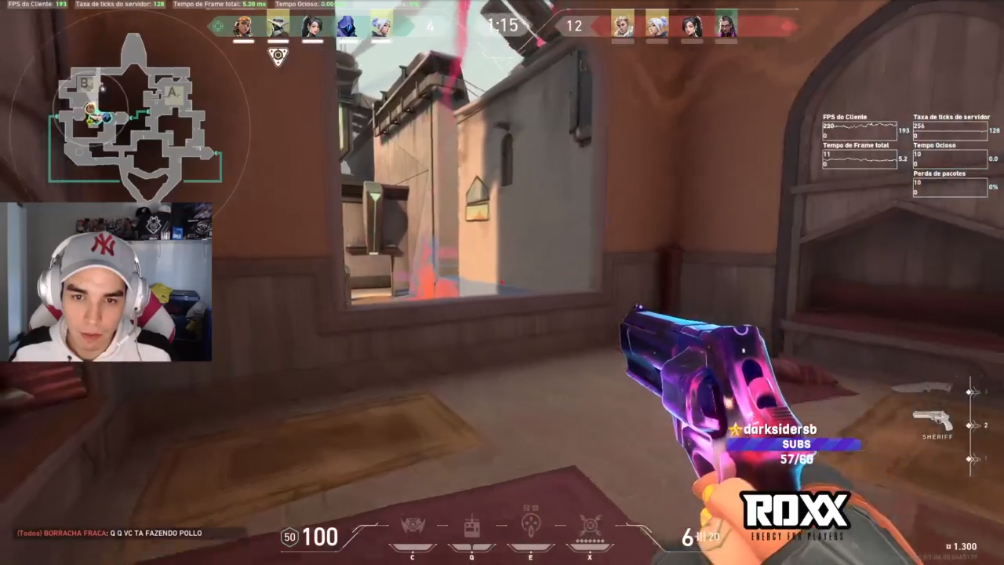 FPS do Cliente: 193 Taxa de ticks do servidor: 128 Tempo de Frame total: 5.20 ms Tempo Ocioso: 0.00
4 1:15 12
B A
FPS do Cliente
230
0
193
Taxa de ticks do servidor
256
0
128
Tempo de Frame total
11
0
5.2
Tempo Ocioso
10
0
0.0
Perda de pacotes
10
0
0%
NY
SHERIFF
2
darksidersb
SUBS
57/60
ROXX
ENERGY FOR PLAYERS
(Todos) BORRACHA FRACA: Q Q VC TA FAZENDO POLLO
50 100
C Q E X
6 20
1.300